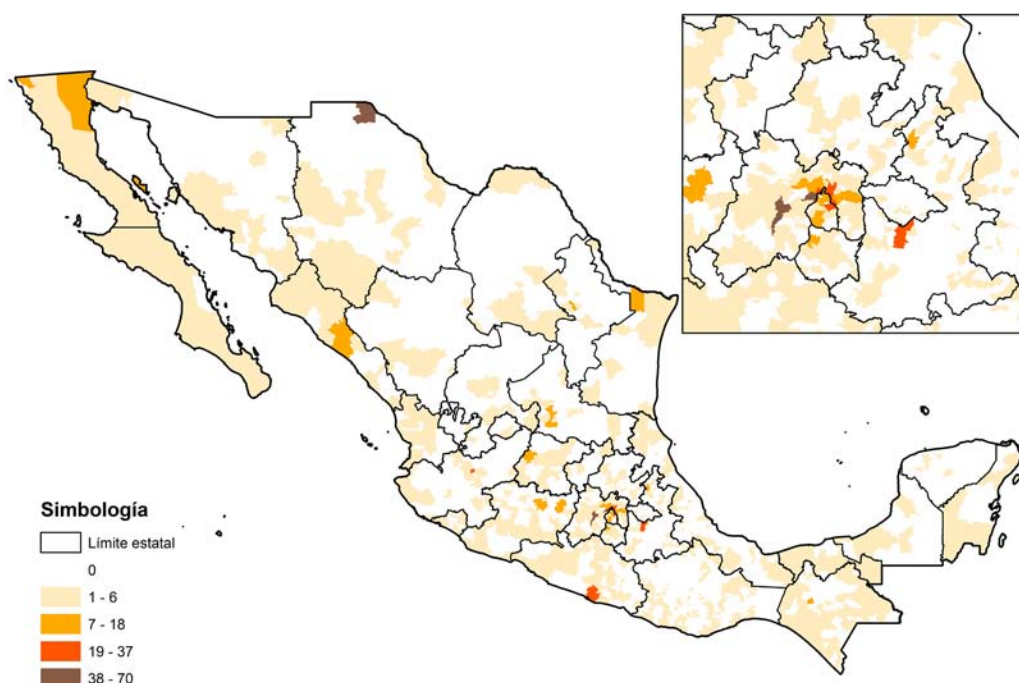 Simbología
Límite estatal
0
1 - 6
7 - 18
19 - 37
38 - 70